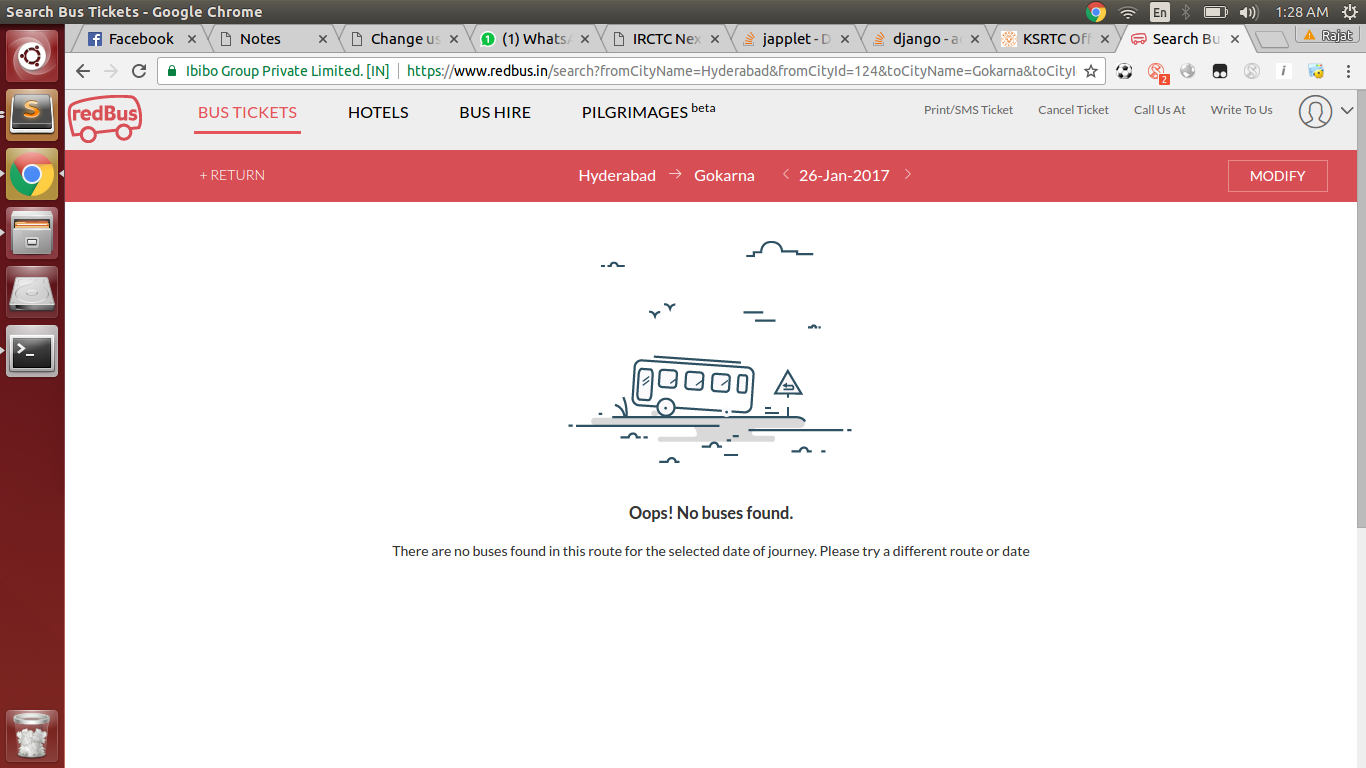 Search Bus Tickets - Google Chrome
En
1:28 AM
Facebook
Notes
Change us
(1) WhatsA
IRCTC Nex
japplet - D
django - a
KSRTC Off
Search Bu
Rajat
Ibibo Group Private Limited. [IN]
https://www.redbus.in/search?fromCityName=Hyderabad&fromCityId=124&toCityName=Gokarna&toCityI
2
redBus
BUS TICKETS
HOTELS
BUS HIRE
PILGRIMAGES beta
Print/SMS Ticket
Cancel Ticket
Call Us At
Write To Us
+ RETURN
Hyderabad → Gokarna
< 26-Jan-2017 >
MODIFY
Oops! No buses found.
There are no buses found in this route for the selected date of journey. Please try a different route or date